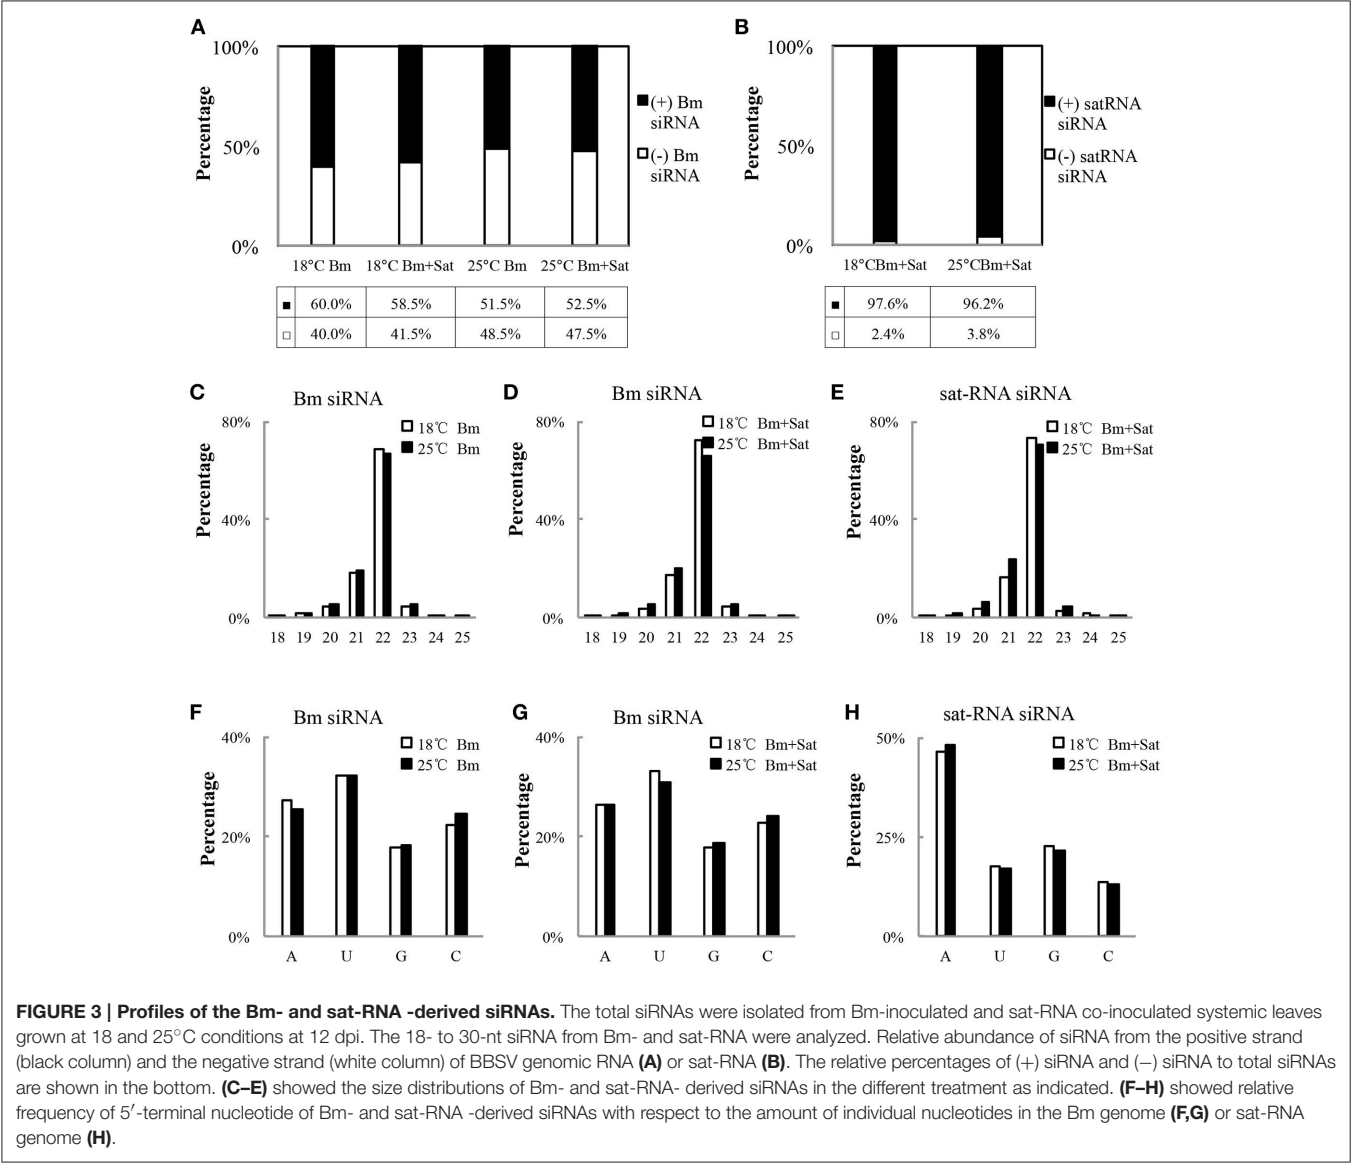 A
100%
50%
0%
Percentage
(+) Bm
siRNA
(-) Bm
siRNA
18°C Bm 18°C Bm+Sat 25°C Bm 25°C Bm+Sat
■ 60.0% 58.5% 51.5% 52.5%
□ 40.0% 41.5% 48.5% 47.5%
B
100%
50%
0%
Percentage
(+) satRNA
siRNA
(-) satRNA
siRNA
18°CBm+Sat 25°CBm+Sat
■ 97.6% 96.2%
□ 2.4% 3.8%
C
Bm siRNA
18℃ Bm
25℃ Bm
80%
40%
0%
Percentage
18 19 20 21 22 23 24 25
D
Bm siRNA
18℃ Bm+Sat
25℃ Bm+Sat
80%
40%
0%
Percentage
18 19 20 21 22 23 24 25
E
sat-RNA siRNA
18℃ Bm+Sat
25℃ Bm+Sat
80%
40%
0%
Percentage
18 19 20 21 22 23 24 25
F
Bm siRNA
18℃ Bm
25℃ Bm
40%
20%
0%
Percentage
A U G C
G
Bm siRNA
18℃ Bm+Sat
25℃ Bm+Sat
40%
20%
0%
Percentage
A U G C
H
sat-RNA siRNA
18℃ Bm+Sat
25℃ Bm+Sat
50%
25%
0%
Percentage
A U G C
FIGURE 3 | Profiles of the Bm- and sat-RNA -derived siRNAs. The total siRNAs were isolated from Bm-inoculated and sat-RNA co-inoculated systemic leaves
grown at 18 and 25°C conditions at 12 dpi. The 18- to 30-nt siRNA from Bm- and sat-RNA were analyzed. Relative abundance of siRNA from the positive strand
(black column) and the negative strand (white column) of BBSV genomic RNA (A) or sat-RNA (B). The relative percentages of (+) siRNA and (−) siRNA to total siRNAs
are shown in the bottom. (C–E) showed the size distributions of Bm- and sat-RNA- derived siRNAs in the different treatment as indicated. (F–H) showed relative
frequency of 5′-terminal nucleotide of Bm- and sat-RNA -derived siRNAs with respect to the amount of individual nucleotides in the Bm genome (F,G) or sat-RNA
genome (H).